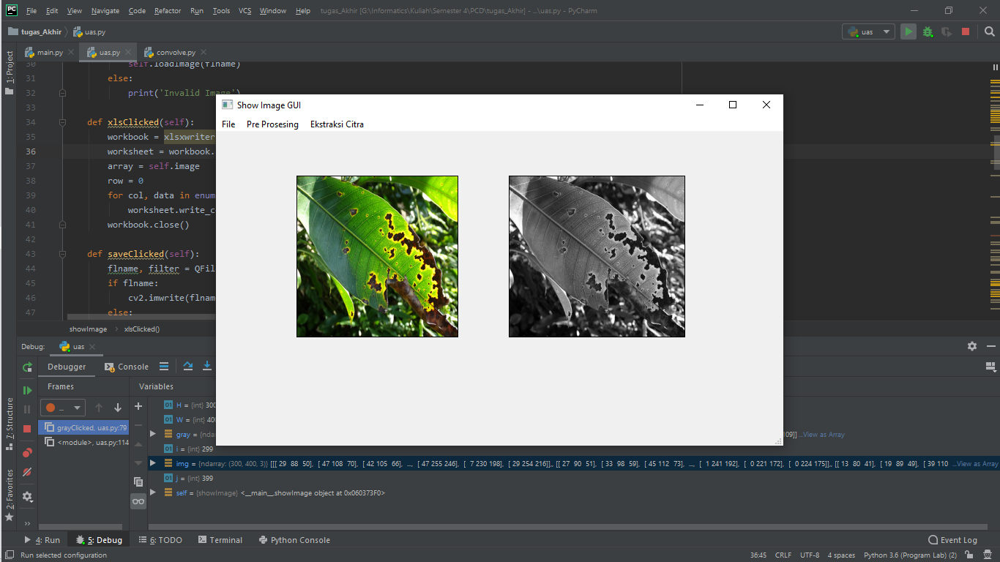 File Edit View Navigate Code Refactor Run Tools VCS Window Help tugas_Akhir [G:\Informatics\Kuliah\Semester 4\PCD\tugas_Akhir] - ...\uas.py - PyCharm
tugas_Akhir uas.py uas
main.py uas.py convolve.py
1: Project
30 self.loadImage(flname)
31 else:
32 print('Invalid Image')
33
34 def xlsClicked(self):
35 workbook = xlsxwriter
36 worksheet = workbook.
37 array = self.image
38 row = 0
39 for col, data in enum
40 worksheet.write_co
41 workbook.close()
42
43 def saveClicked(self):
44 flname, filter = QFil
45 if flname:
46 cv2.imwrite(flnam
47 else:
showImage > xlsClicked()
Show Image GUI
File Pre Prosesing Ekstraksi Citra
Debug: uas
Debugger Console
Frames Variables
grayClicked, uas.py:79
<module>, uas.py:114
H = {int} 300
W = {int} 400
gray = {nda 109]] ...View as Array
i = {int} 299
img = {ndarray: (300, 400, 3)} [[[ 29 88 50], [ 47 108 70], [ 42 105 66], ..., [ 47 255 246], [ 7 230 198], [ 29 254 216]],, [[ 27 90 51], [ 33 98 59], [ 45 112 73], ..., [ 1 241 192], [ 0 221 172], [ 0 224 175]],, [[ 13 80 41], [ 19 89 49], [ 39 110 ...View as Array
j = {int} 399
self = {showImage} <__main__.showImage object at 0x060373F0>
7: Structure
2: Favorites
4: Run 5: Debug 6: TODO Terminal Python Console Event Log
Run selected configuration 36:45 CRLF UTF-8 4 spaces Python 3.6 (Program Lab) (2)